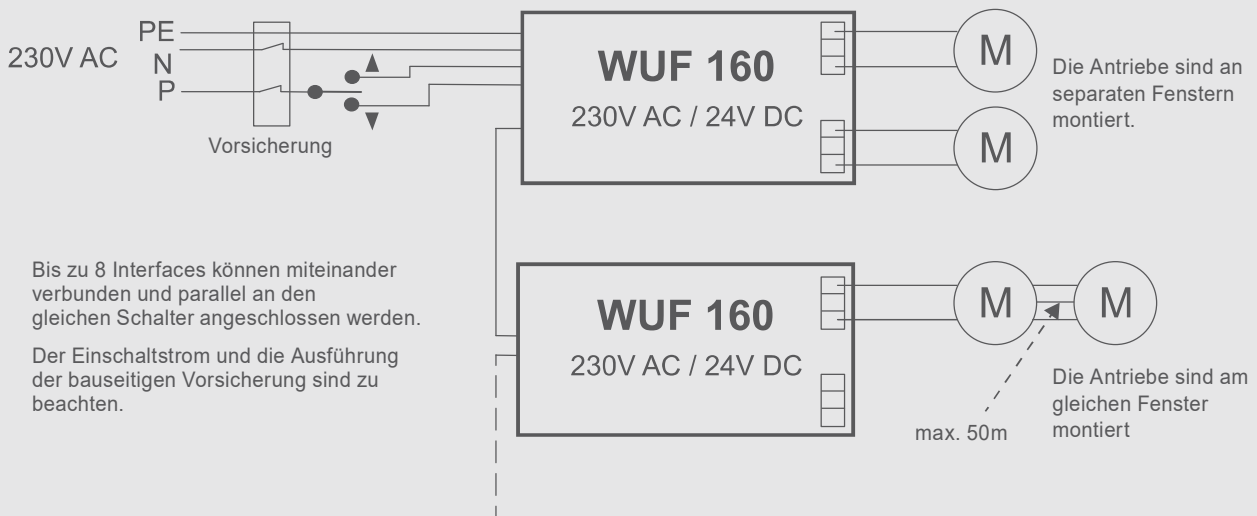 230V AC
PE
N
P
Vorsicherung
WUF 160
230V AC / 24V DC
M
M
Die Antriebe sind an
separaten Fenstern
montiert.
Bis zu 8 Interfaces können miteinander
verbunden und parallel an den
gleichen Schalter angeschlossen werden.
Der Einschaltstrom und die Ausführung
der bauseitigen Vorsicherung sind zu
beachten.
WUF 160
230V AC / 24V DC
M
M
max. 50m
Die Antriebe sind am
gleichen Fenster
montiert